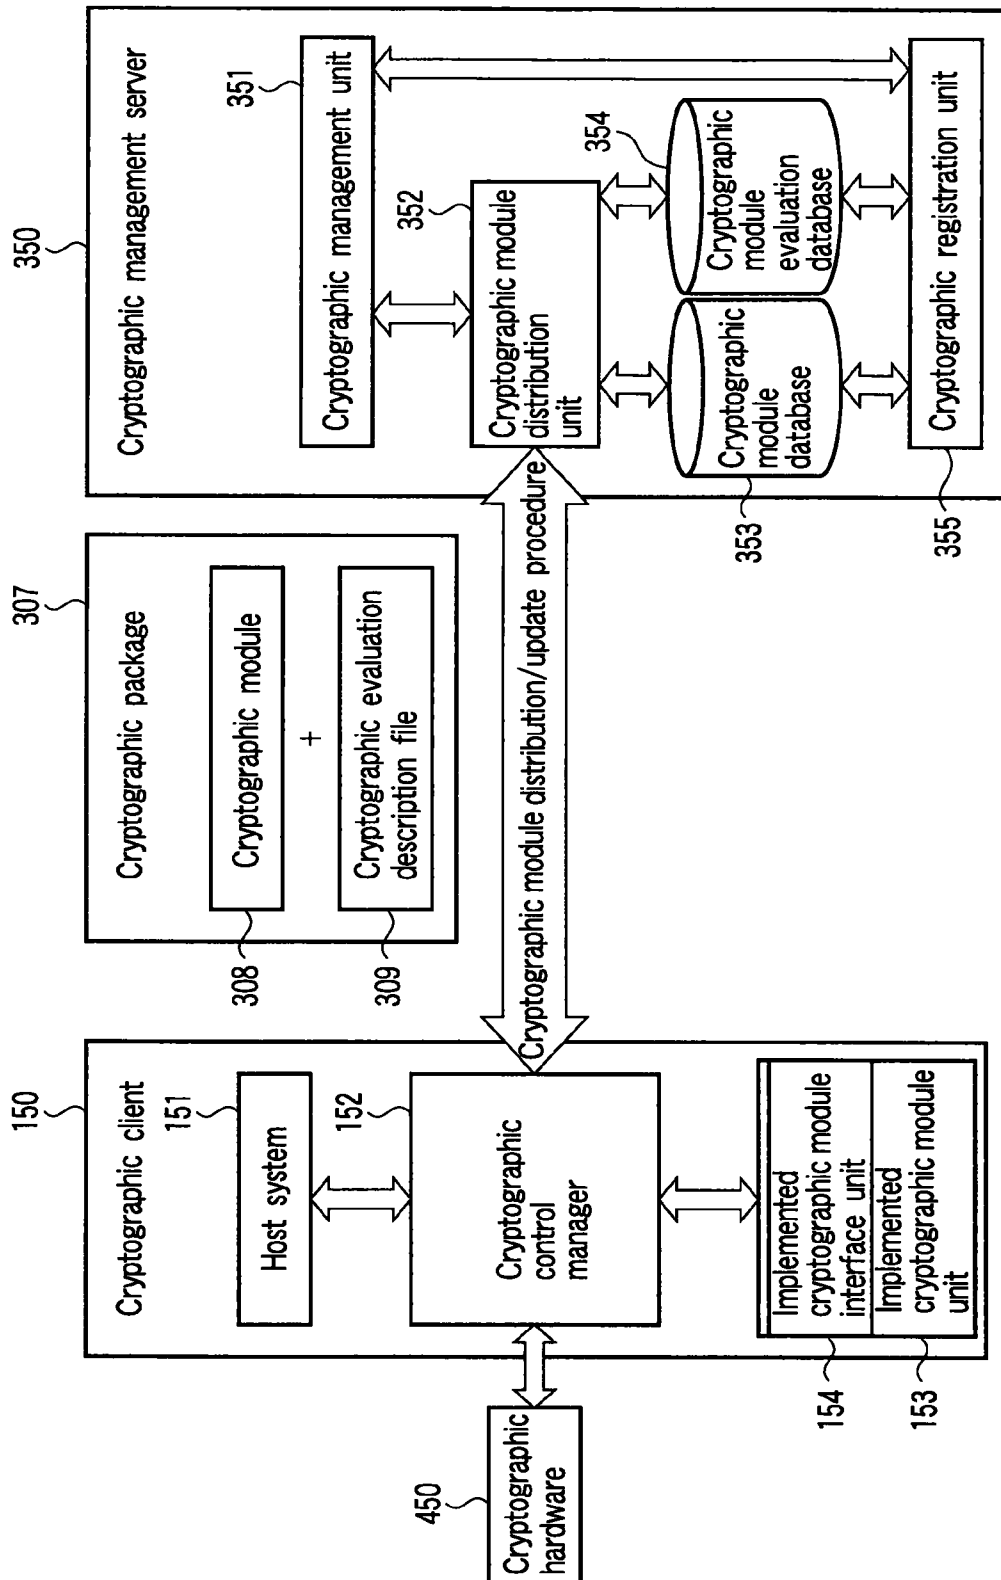 450
Cryptographic
hardware
150
Cryptographic client
151
Host system
152
Cryptographic
control
manager
Implemented
cryptographic module
interface unit
Implemented
cryptographic module
unit
154
153
307
Cryptographic package
Cryptographic module
308
+
Cryptographic evaluation
description file
309
Cryptographic module distribution/update procedure
350
Cryptographic management server
351
Cryptographic management unit
352
Cryptographic module
distribution
unit
354
Cryptographic
module
database
353
Cryptographic
module
evaluation
database
Cryptographic registration unit
355